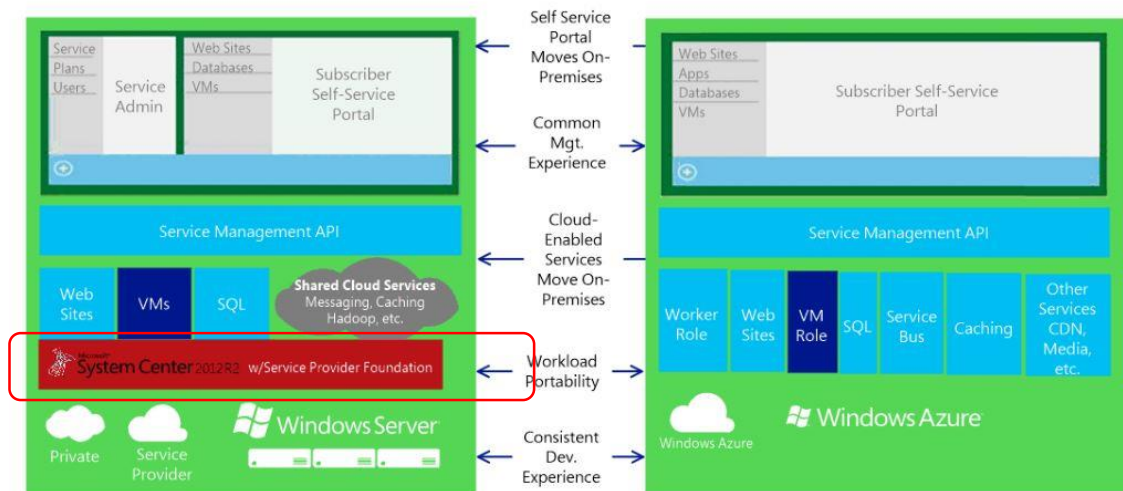 Service
Plans
Users
Service
Admin
Web Sites
Databases
VMs
Subscriber
Self-Service
Portal
Service Management API
Web
Sites
VMs
SQL
Shared Cloud Services
Messaging, Caching
Hadoop, etc.
Microsoft
System Center 2012R2 w/Service Provider Foundation
Private
Service
Provider
Windows Server
Self Service
Portal
Moves On-
Premises
Common
Mgt.
Experience
Cloud-
Enabled
Services
Move On-
Premises
Workload
Portability
Consistent
Dev.
Experience
Web Sites
Apps
Databases
VMs
Subscriber Self-Service
Portal
Service Management API
Worker
Role
Web
Sites
VM
Role
SQL
Service
Bus
Caching
Other
Services
CDN,
Media,
etc.
Windows Azure
Windows Azure